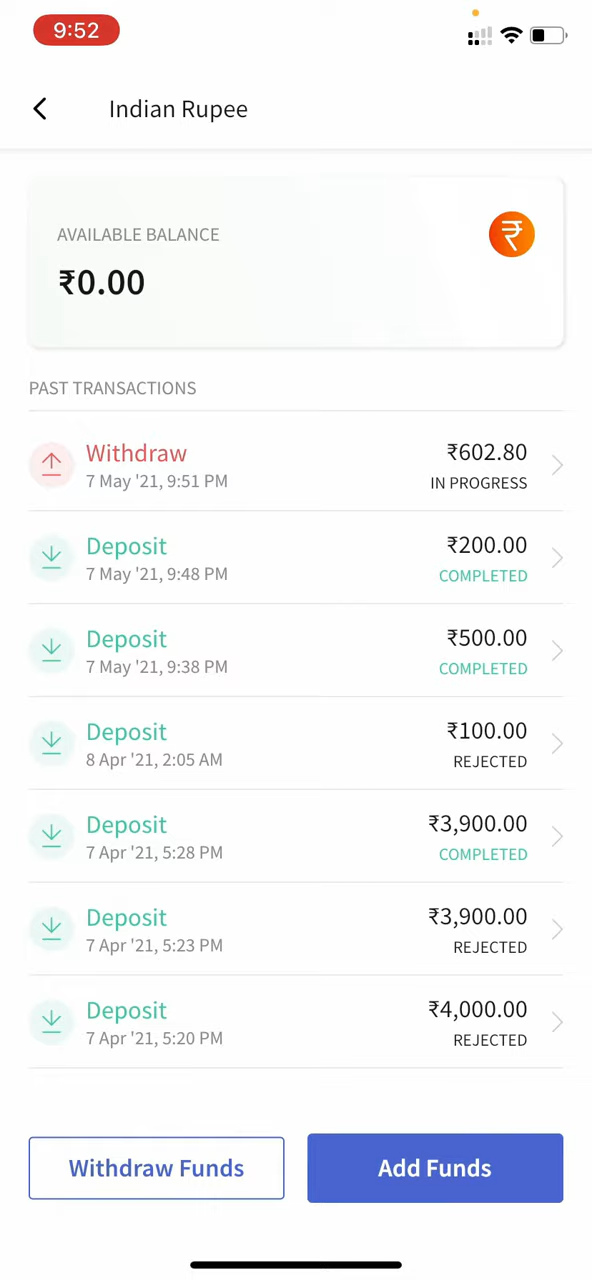 9:52
Indian Rupee
AVAILABLE BALANCE
₹
₹0.00
PAST TRANSACTIONS
Withdraw ₹602.80
7 May '21, 9:51 PM IN PROGRESS
Deposit ₹200.00
7 May '21, 9:48 PM COMPLETED
Deposit ₹500.00
7 May '21, 9:38 PM COMPLETED
Deposit ₹100.00
8 Apr '21, 2:05 AM REJECTED
Deposit ₹3,900.00
7 Apr '21, 5:28 PM COMPLETED
Deposit ₹3,900.00
7 Apr '21, 5:23 PM REJECTED
Deposit ₹4,000.00
7 Apr '21, 5:20 PM REJECTED
Withdraw Funds Add Funds